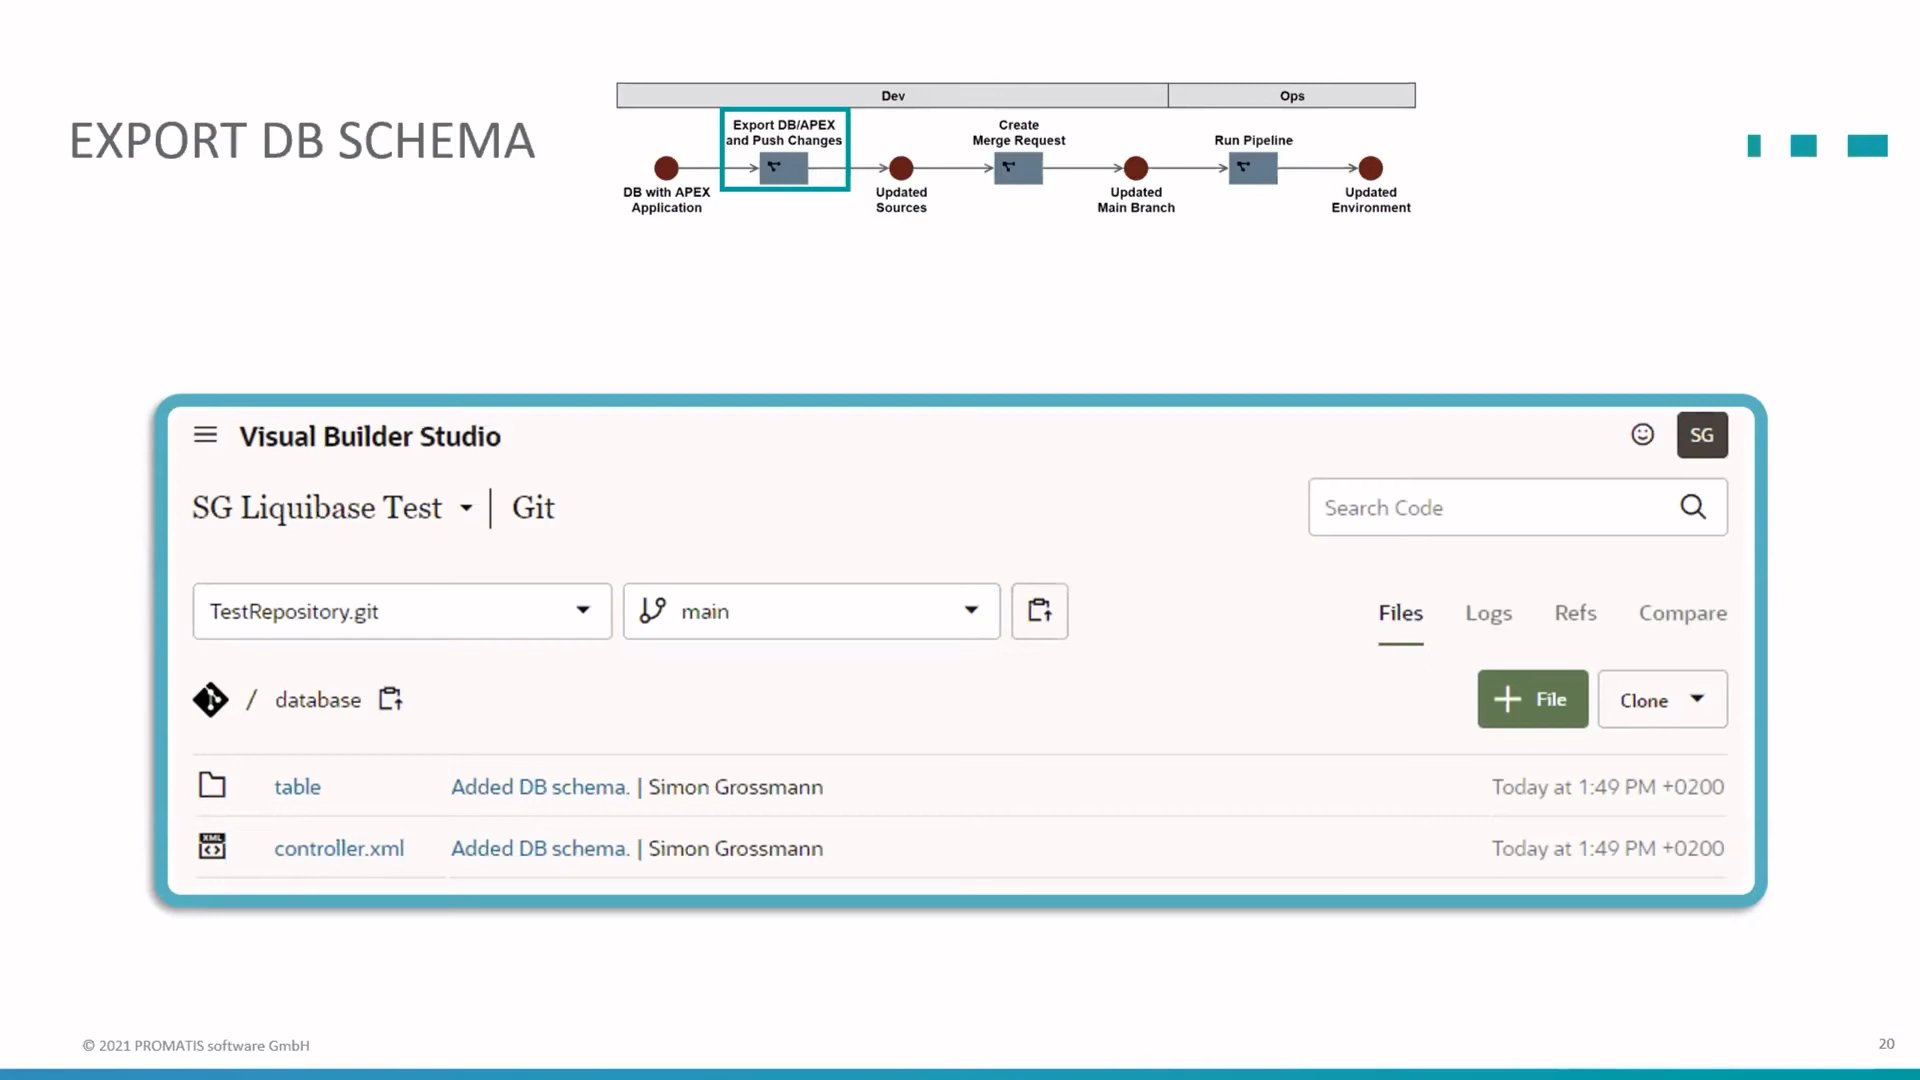 EXPORT DB SCHEMA
Dev
Ops
Export DB/APEX
and Push Changes
Create
Merge Request
Run Pipeline
DB with APEX
Application
Updated
Sources
Updated
Main Branch
Updated
Environment
Visual Builder Studio
SG
SG Liquibase Test | Git
Search Code
TestRepository.git
main
Files
Logs
Refs
Compare
/ database
+ File
Clone
table
Added DB schema. | Simon Grossmann
Today at 1:49 PM +0200
XML
controller.xml
Added DB schema. | Simon Grossmann
Today at 1:49 PM +0200
© 2021 PROMATIS software GmbH
20